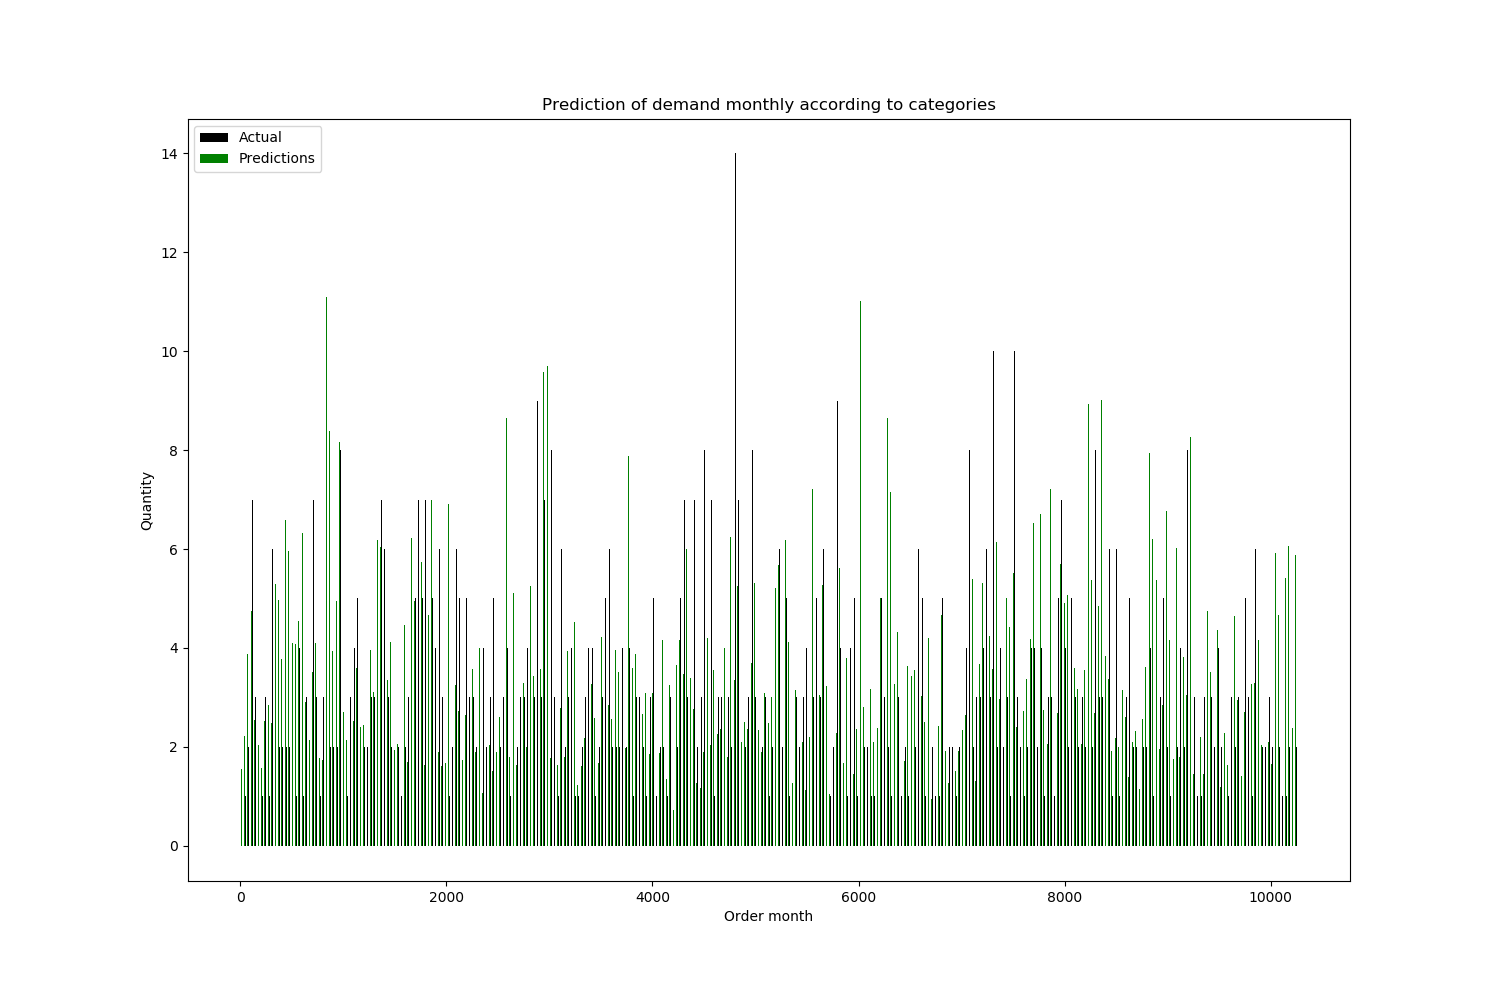 Prediction of demand monthly according to categories
Actual
Predictions
14
12
10
8
6
4
2
0
Quantity
0 2000 4000 6000 8000 10000
Order month